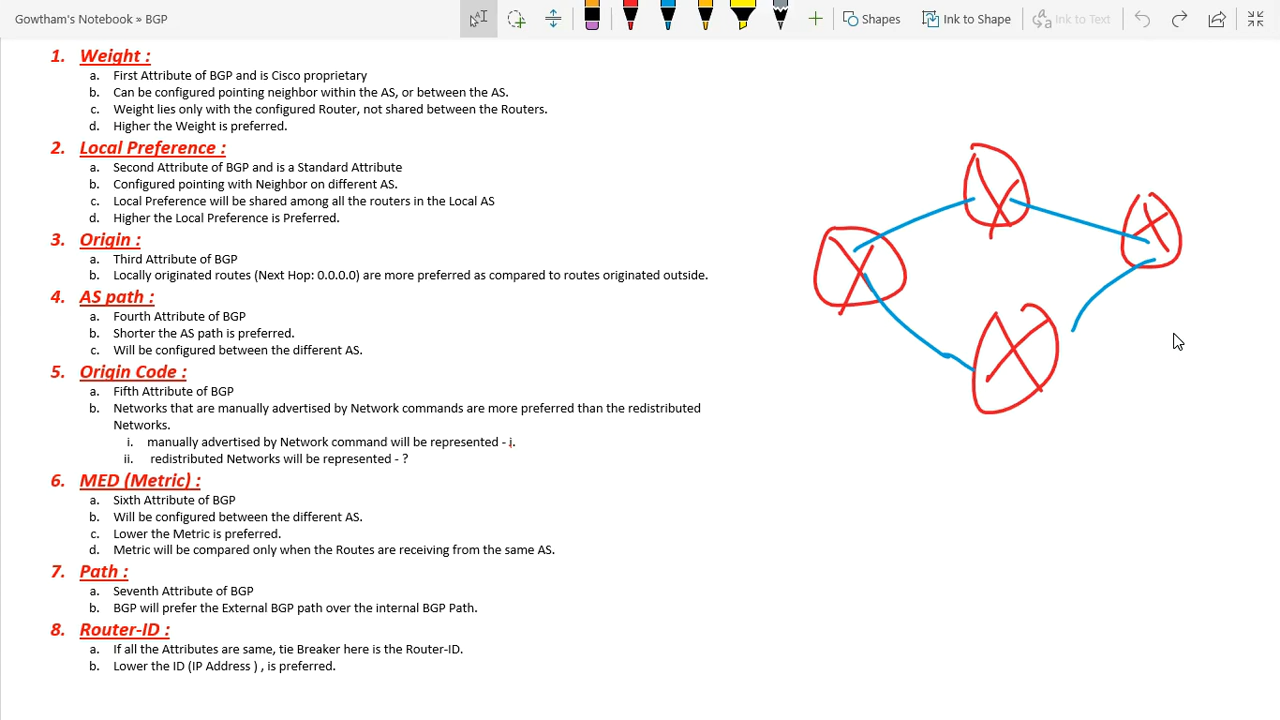 Gowtham's Notebook » BGP
Shapes
Ink to Shape
Ink to Text
1. Weight :
a. First Attribute of BGP and is Cisco proprietary
b. Can be configured pointing neighbor within the AS, or between the AS.
c. Weight lies only with the configured Router, not shared between the Routers.
d. Higher the Weight is preferred.
2. Local Preference :
a. Second Attribute of BGP and is a Standard Attribute
b. Configured pointing with Neighbor on different AS.
c. Local Preference will be shared among all the routers in the Local AS
d. Higher the Local Preference is Preferred.
3. Origin :
a. Third Attribute of BGP
b. Locally originated routes (Next Hop: 0.0.0.0) are more preferred as compared to routes originated outside.
4. AS path :
a. Fourth Attribute of BGP
b. Shorter the AS path is preferred.
c. Will be configured between the different AS.
5. Origin Code :
a. Fifth Attribute of BGP
b. Networks that are manually advertised by Network commands are more preferred than the redistributed
Networks.
i. manually advertised by Network command will be represented - i.
ii. redistributed Networks will be represented - ?
6. MED (Metric) :
a. Sixth Attribute of BGP
b. Will be configured between the different AS.
c. Lower the Metric is preferred.
d. Metric will be compared only when the Routes are receiving from the same AS.
7. Path :
a. Seventh Attribute of BGP
b. BGP will prefer the External BGP path over the internal BGP Path.
8. Router-ID :
a. If all the Attributes are same, tie Breaker here is the Router-ID.
b. Lower the ID (IP Address ) , is preferred.